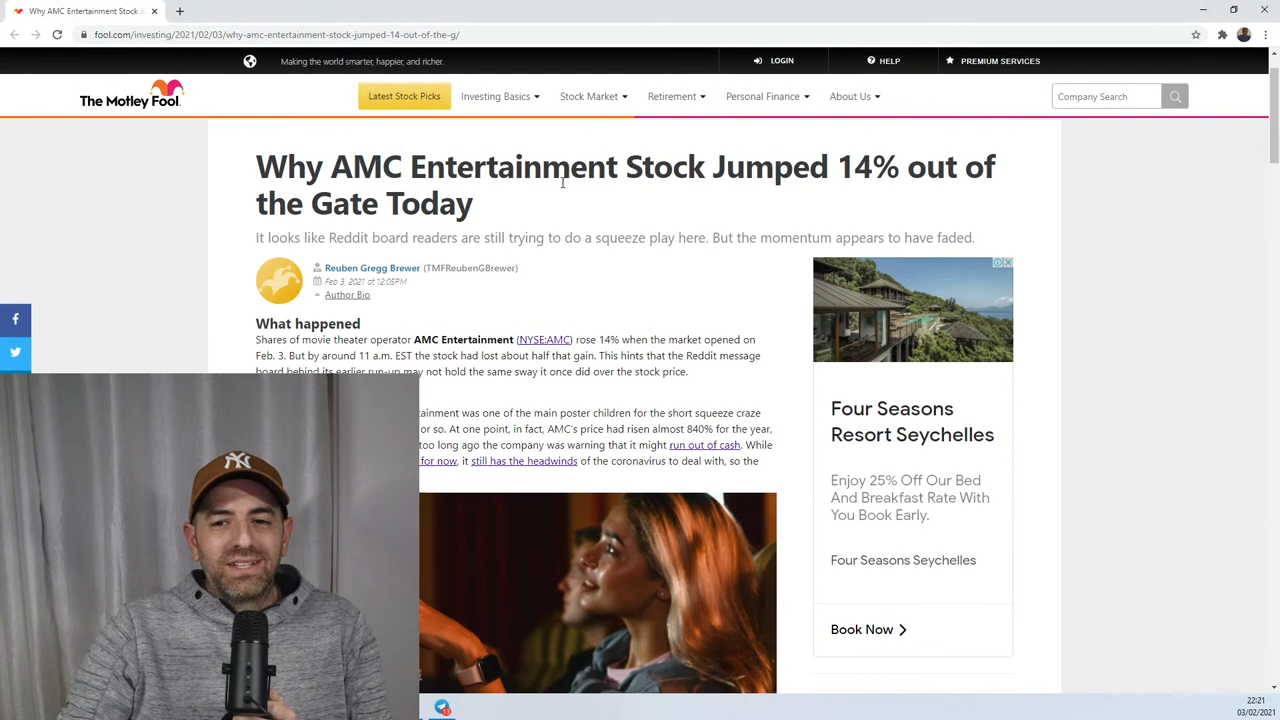 Why AMC Entertainment Stock J
fool.com/investing/2021/02/03/why-amc-entertainment-stock-jumped-14-out-of-the-g/
Making the world smarter, happier, and richer.
LOGIN
HELP
PREMIUM SERVICES
The Motley Fool.
Latest Stock Picks
Investing Basics
Stock Market
Retirement
Personal Finance
About Us
Company Search
Why AMC Entertainment Stock Jumped 14% out of
the Gate Today
It looks like Reddit board readers are still trying to do a squeeze play here. But the momentum appears to have faded.
Reuben Gregg Brewer (TMFReubenGBrewer)
Feb 3, 2021 at 12:05PM
Author Bio
What happened
Shares of movie theater operator AMC Entertainment (NYSE:AMC) rose 14% when the market opened on
Feb. 3. But by around 11 a.m. EST the stock had lost about half that gain. This hints that the Reddit message
board behind its earlier run-up may not hold the same sway it once did over the stock price.
tainment was one of the main poster children for the short squeeze craze
or so. At one point, in fact, AMC's price had risen almost 840% for the year,
too long ago the company was warning that it might run out of cash. While
for now, it still has the headwinds of the coronavirus to deal with, so the
Four Seasons
Resort Seychelles
Enjoy 25% Off Our Bed
And Breakfast Rate With
You Book Early.
Four Seasons Seychelles
Book Now
NY
22:21
03/02/2021